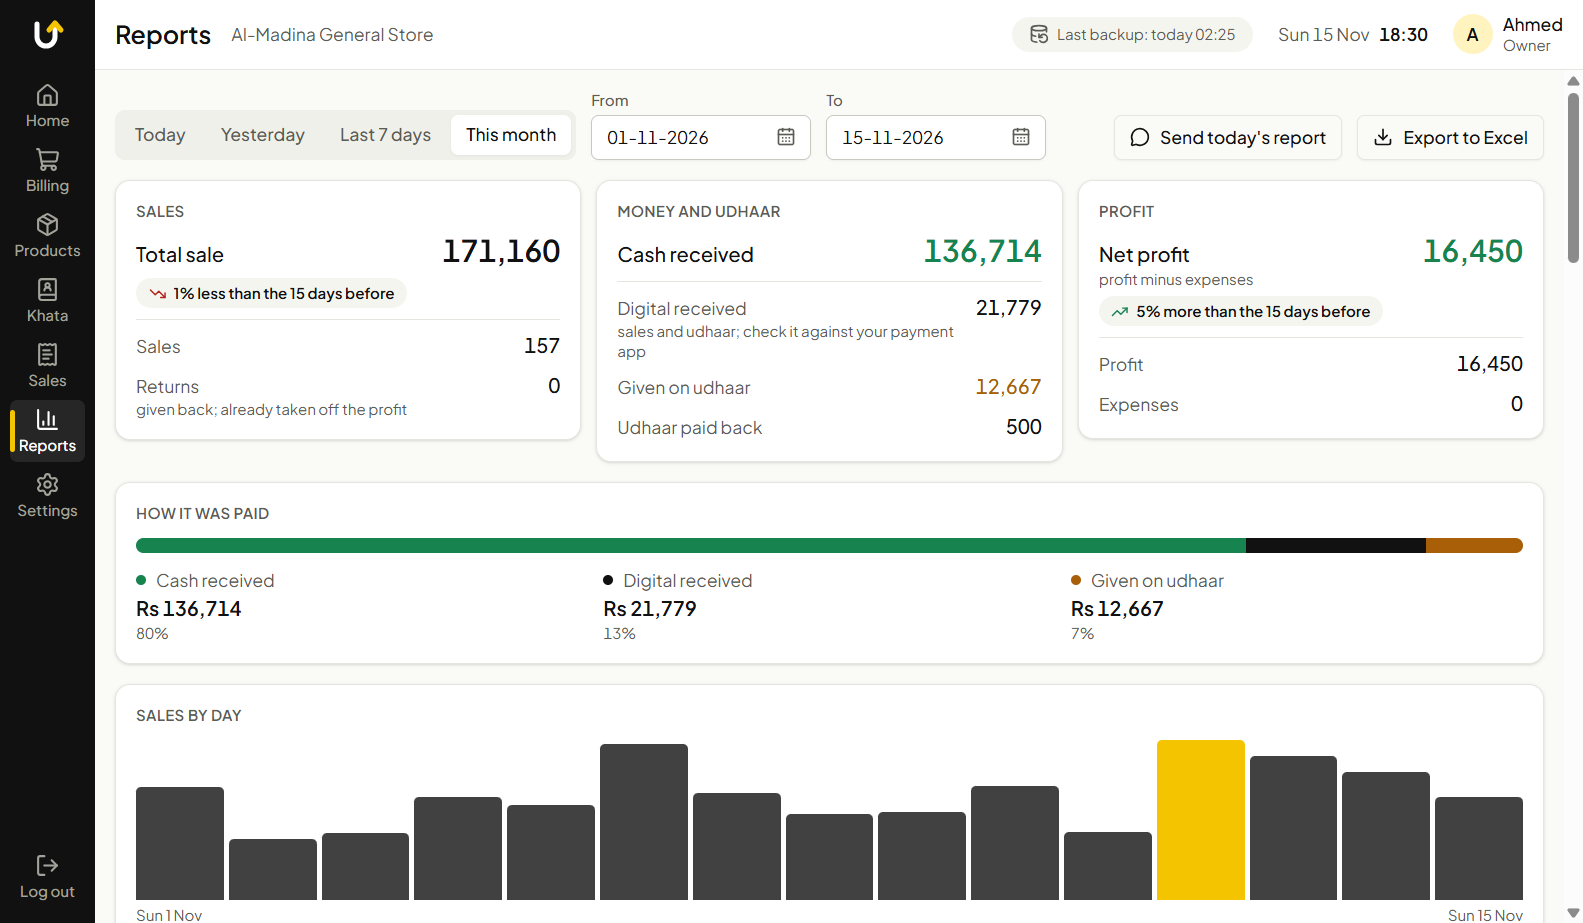 Reports
Al-Madina General Store
Last backup: today 02:25
Sun 15 Nov 18:30
A
Ahmed
Owner
Home
Billing
Products
Khata
Sales
Reports
Settings
Log out
Today
Yesterday
Last 7 days
This month
From
01-11-2026
To
15-11-2026
Send today's report
Export to Excel
SALES
Total sale 171,160
1% less than the 15 days before
Sales 157
Returns 0
given back; already taken off the profit
MONEY AND UDHAAR
Cash received 136,714
Digital received 21,779
sales and udhaar; check it against your payment
app
Given on udhaar 12,667
Udhaar paid back 500
PROFIT
Net profit 16,450
profit minus expenses
5% more than the 15 days before
Profit 16,450
Expenses 0
HOW IT WAS PAID
Cash received
Rs 136,714
80%
Digital received
Rs 21,779
13%
Given on udhaar
Rs 12,667
7%
SALES BY DAY
Sun 1 Nov
Sun 15 Nov